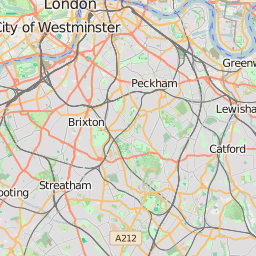 London
City of Westminster
Greenw
Peckham
Lewisha
Brixton
Catford
ooting
Streatham
A212